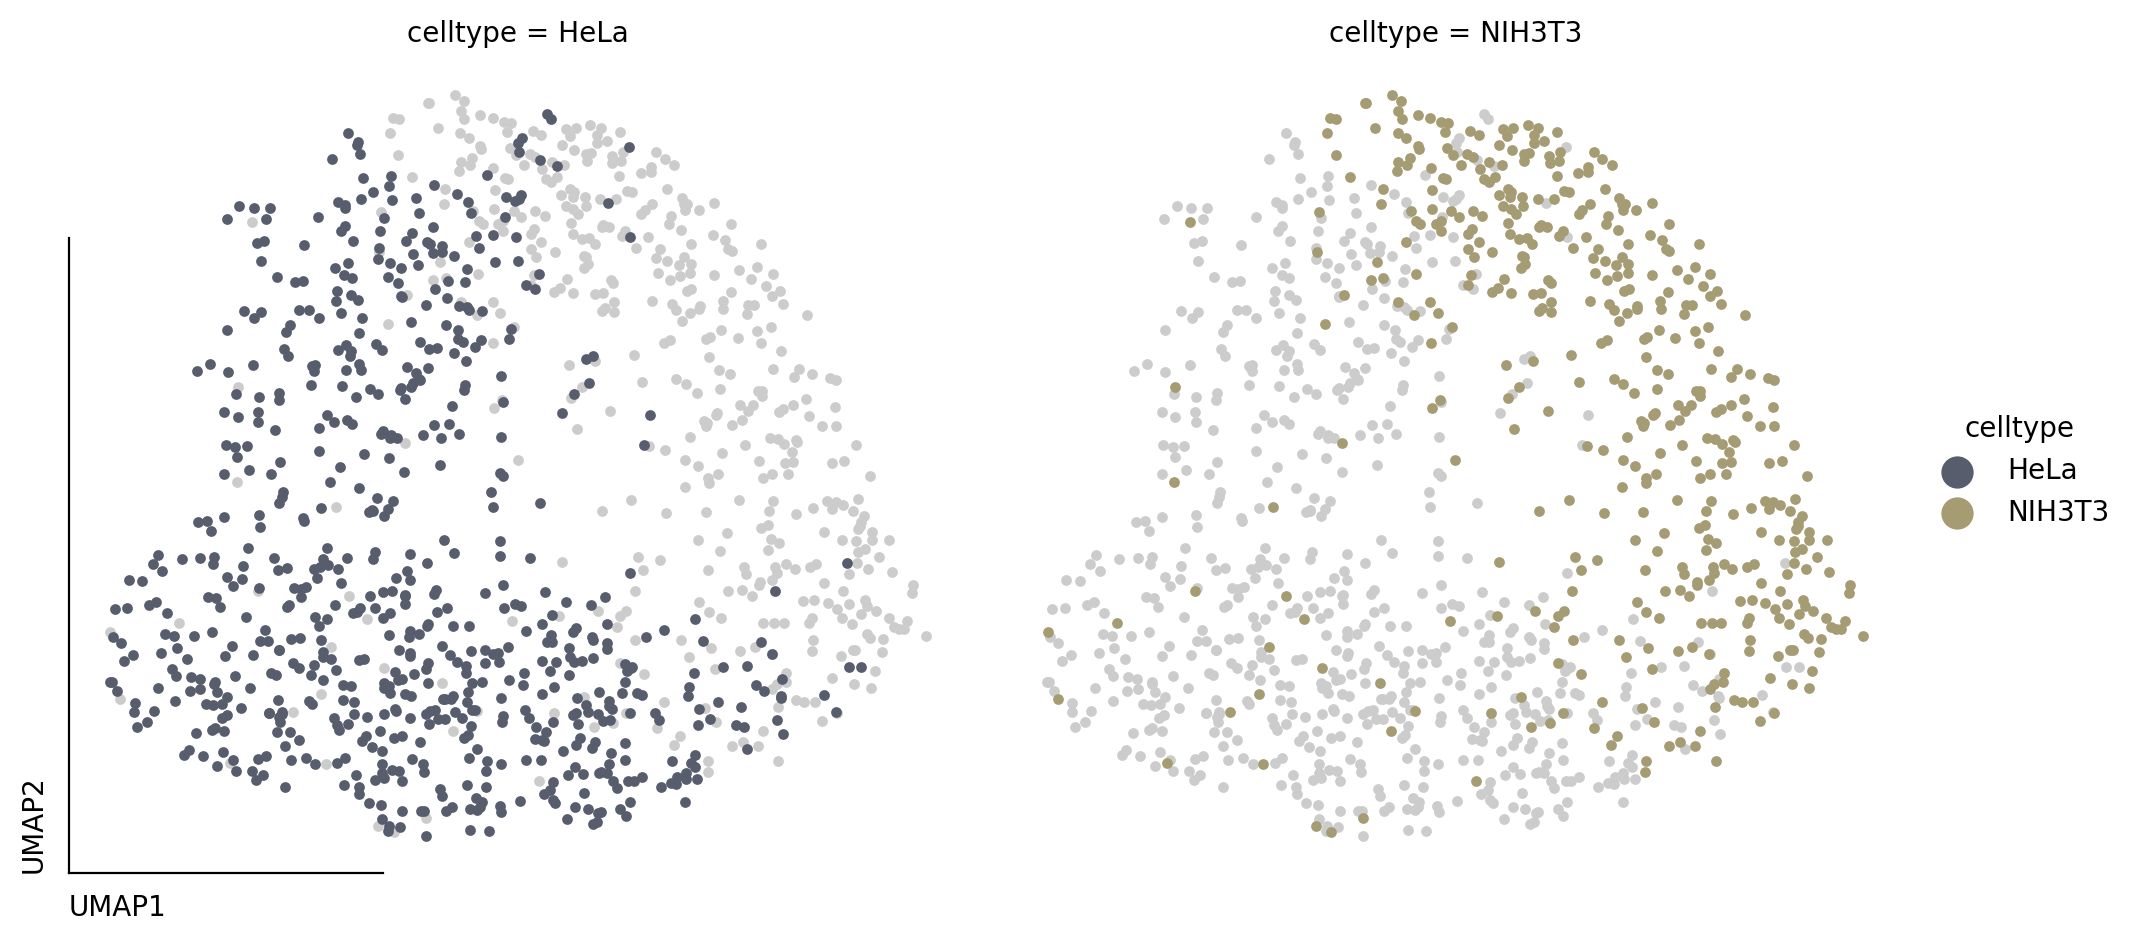 celltype = HeLa
celltype = NIH3T3
celltype
HeLa
NIH3T3
UMAP2
UMAP1